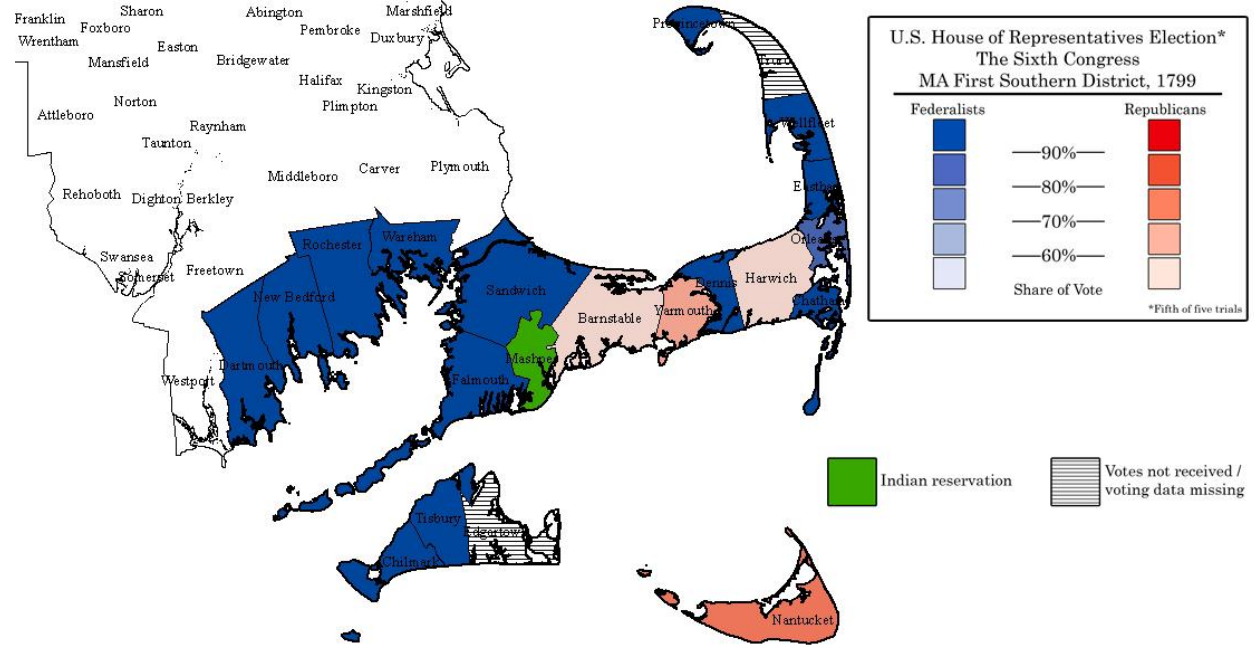 Franklin
Sharon
Abington
Marshfield
Foxboro
Wrentham
Easton
Pembroke
Duxbury
Mansfield
Bridgewater
Halifax
Kingston
Norton
Plimpton
Attleboro
Raynham
Taunton
Carver
Plymouth
Middleboro
Rehoboth
Dighton
Berkley
Swansea
Somerset
Freetown
Westport
Rochester
Wareham
New Bedford
Dartmouth
Sandwich
Falmouth
Mashpee
Barnstable
Yarmouth
Dennis
Harwich
Chatham
Orleans
Eastham
Wellfleet
Truro
Provincetown
Tisbury
Edgartown
Chilmark
Nantucket
U.S. House of Representatives Election*
The Sixth Congress
MA First Southern District, 1799
Federalists
Republicans
90%
80%
70%
60%
Share of Vote
*Fifth of five trials
Indian reservation
Votes not received /
voting data missing